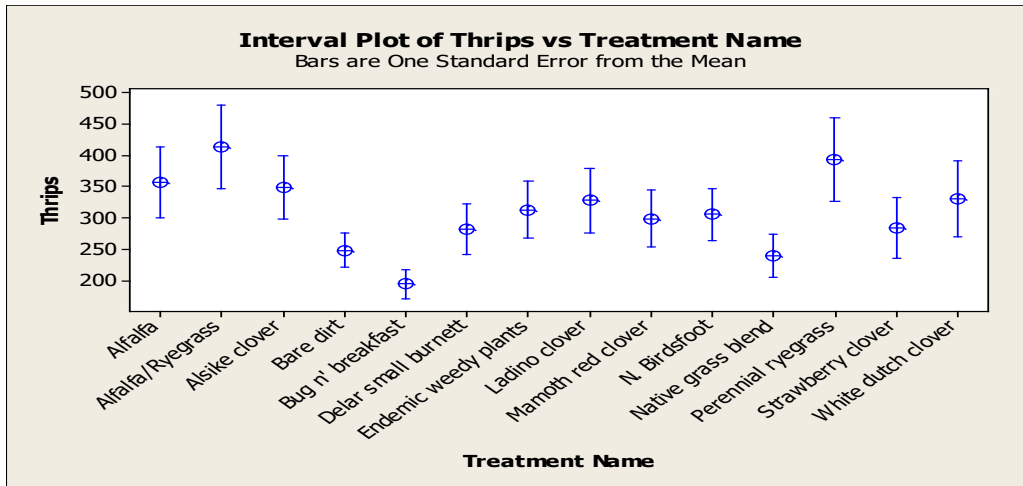 Interval Plot of Thrips vs Treatment Name
Bars are One Standard Error from the Mean
Thrips
500
450
400
350
300
250
200
Alfalfa
Alfalfa/Ryegrass
Alsike clover
Bare dirt
Bug n' breakfast
Delar small burnett
Endemic weedy plants
Ladino clover
Mamoth red clover
N. Birdsfoot
Native grass blend
Perennial ryegrass
Strawberry clover
White dutch clover
Treatment Name